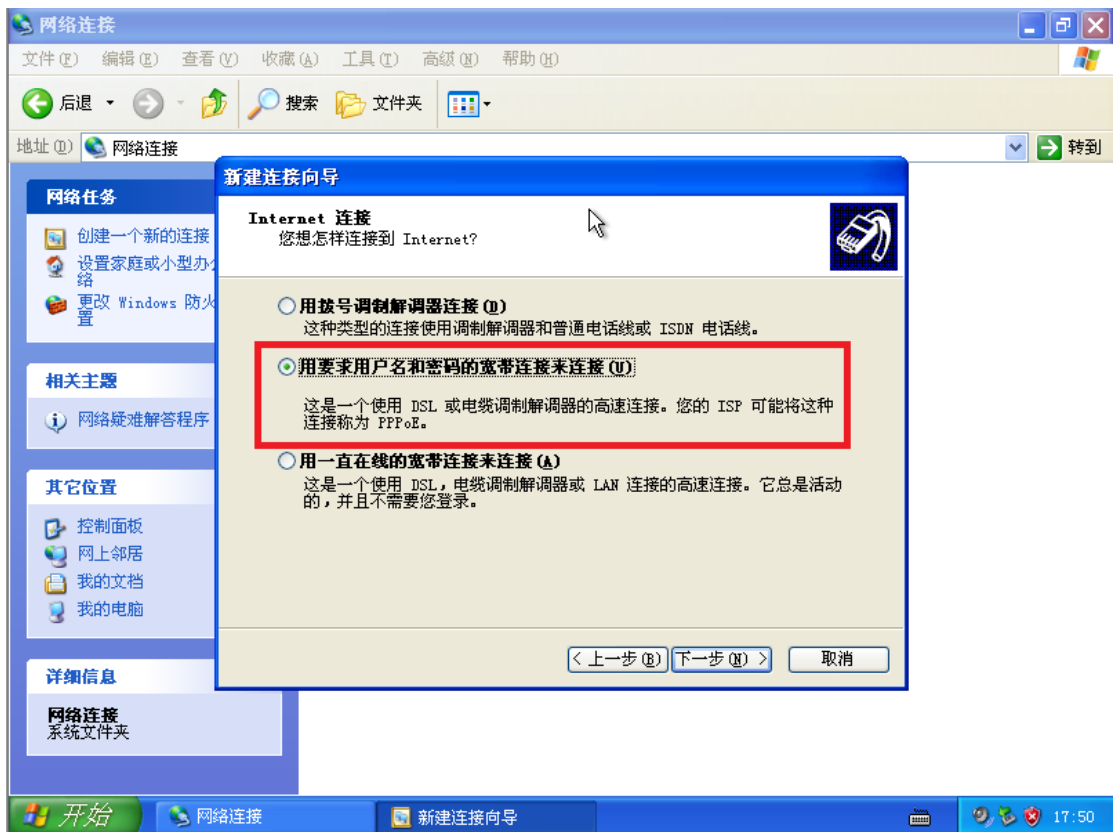 网络连接
文件(F) 编辑(E) 查看(V) 收藏(A) 工具(T) 高级(N) 帮助(H)
后退 搜索 文件夹
地址(D) 网络连接 转到
网络任务
创建一个新的连接
设置家庭或小型办公
络
更改 Windows 防火
置
相关主题
网络疑难解答程序
其它位置
控制面板
网上邻居
我的文档
我的电脑
详细信息
网络连接
系统文件夹
新建连接向导
Internet 连接
您想怎样连接到 Internet?
用拨号调制解调器连接(D)
这种类型的连接使用调制解调器和普通电话线或 ISDN 电话线。
用要求用户名和密码的宽带连接来连接(U)
这是一个使用 DSL 或电缆调制解调器的高速连接。您的 ISP 可能将这种
连接称为 PPPoE。
用一直在线的宽带连接来连接(A)
这是一个使用 DSL，电缆调制解调器或 LAN 连接的高速连接。它总是活动
的，并且不需要您登录。
< 上一步(B) 下一步(N) > 取消
开始 网络连接 新建连接向导 17:50